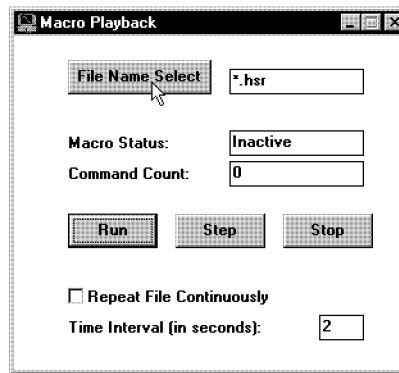 Macro Playback
File Name Select *.hsr
Macro Status: Inactive
Command Count: 0
Run Step Stop
Repeat File Continuously
Time Interval (in seconds): 2